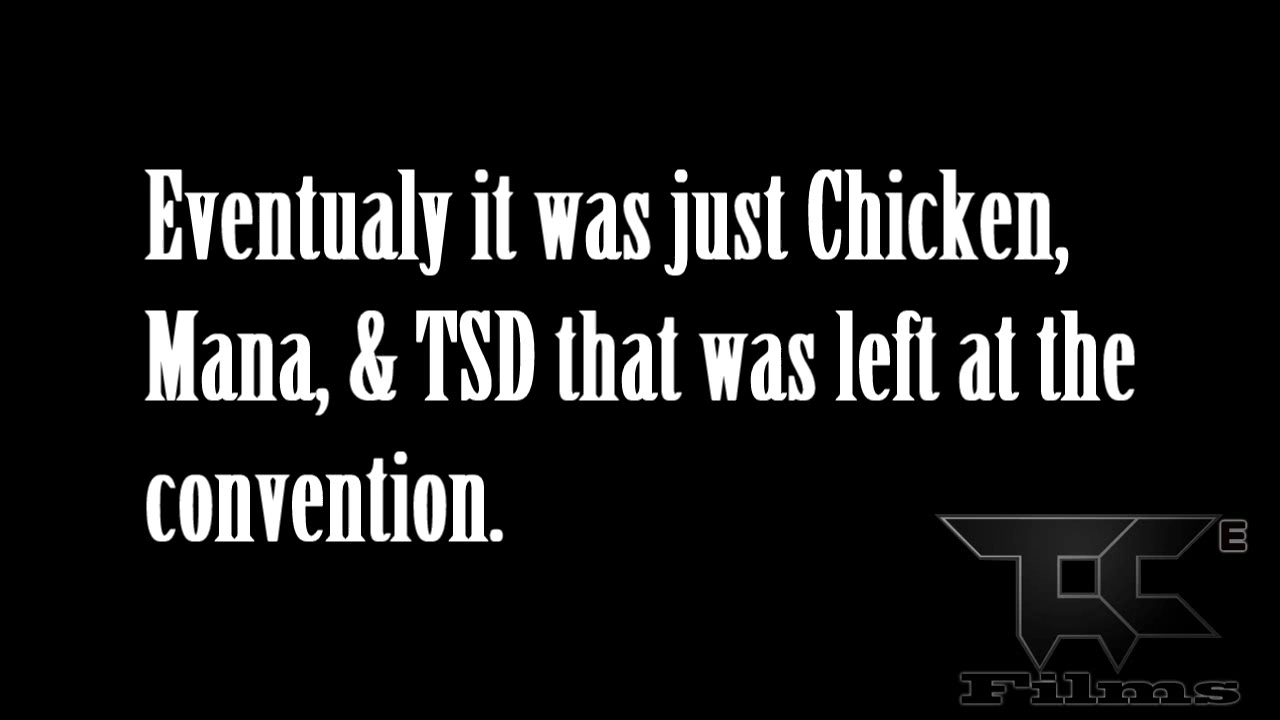 Eventualy it was just Chicken,
Mana, & TSD that was left at the
convention.
E
Films